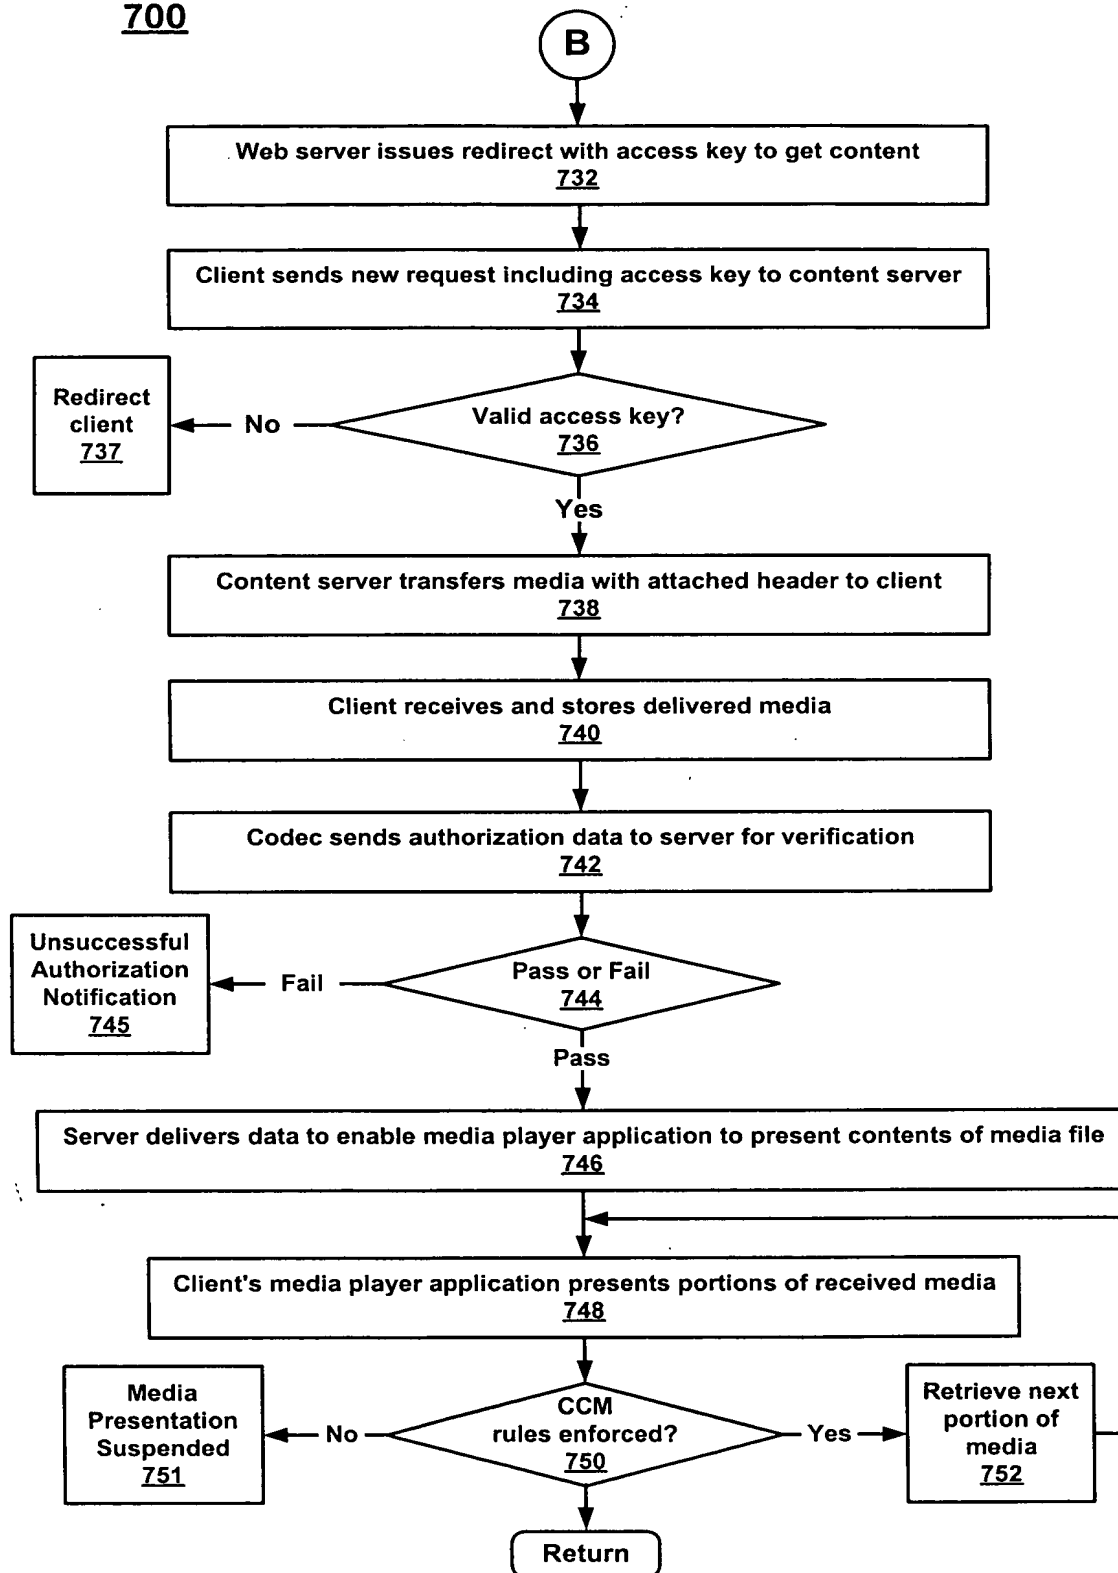 700
B
Web server issues redirect with access key to get content
732
Client sends new request including access key to content server
734
Redirect
client
737
No
Valid access key?
736
Yes
Content server transfers media with attached header to client
738
Client receives and stores delivered media
740
Codec sends authorization data to server for verification
742
Unsuccessful
Authorization
Notification
745
Fail
Pass or Fail
744
Pass
Server delivers data to enable media player application to present contents of media file
746
Client's media player application presents portions of received media
748
Media
Presentation
Suspended
751
No
CCM
rules enforced?
750
Yes
Retrieve next
portion of
media
752
Return